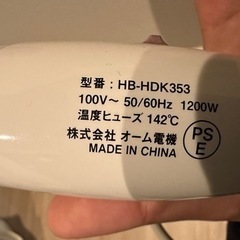 型番：HB-HDK353
100V～ 50/60Hz 1200W
温度ヒューズ 142℃
株式会社 オーム電機
MADE IN CHINA
PS
E